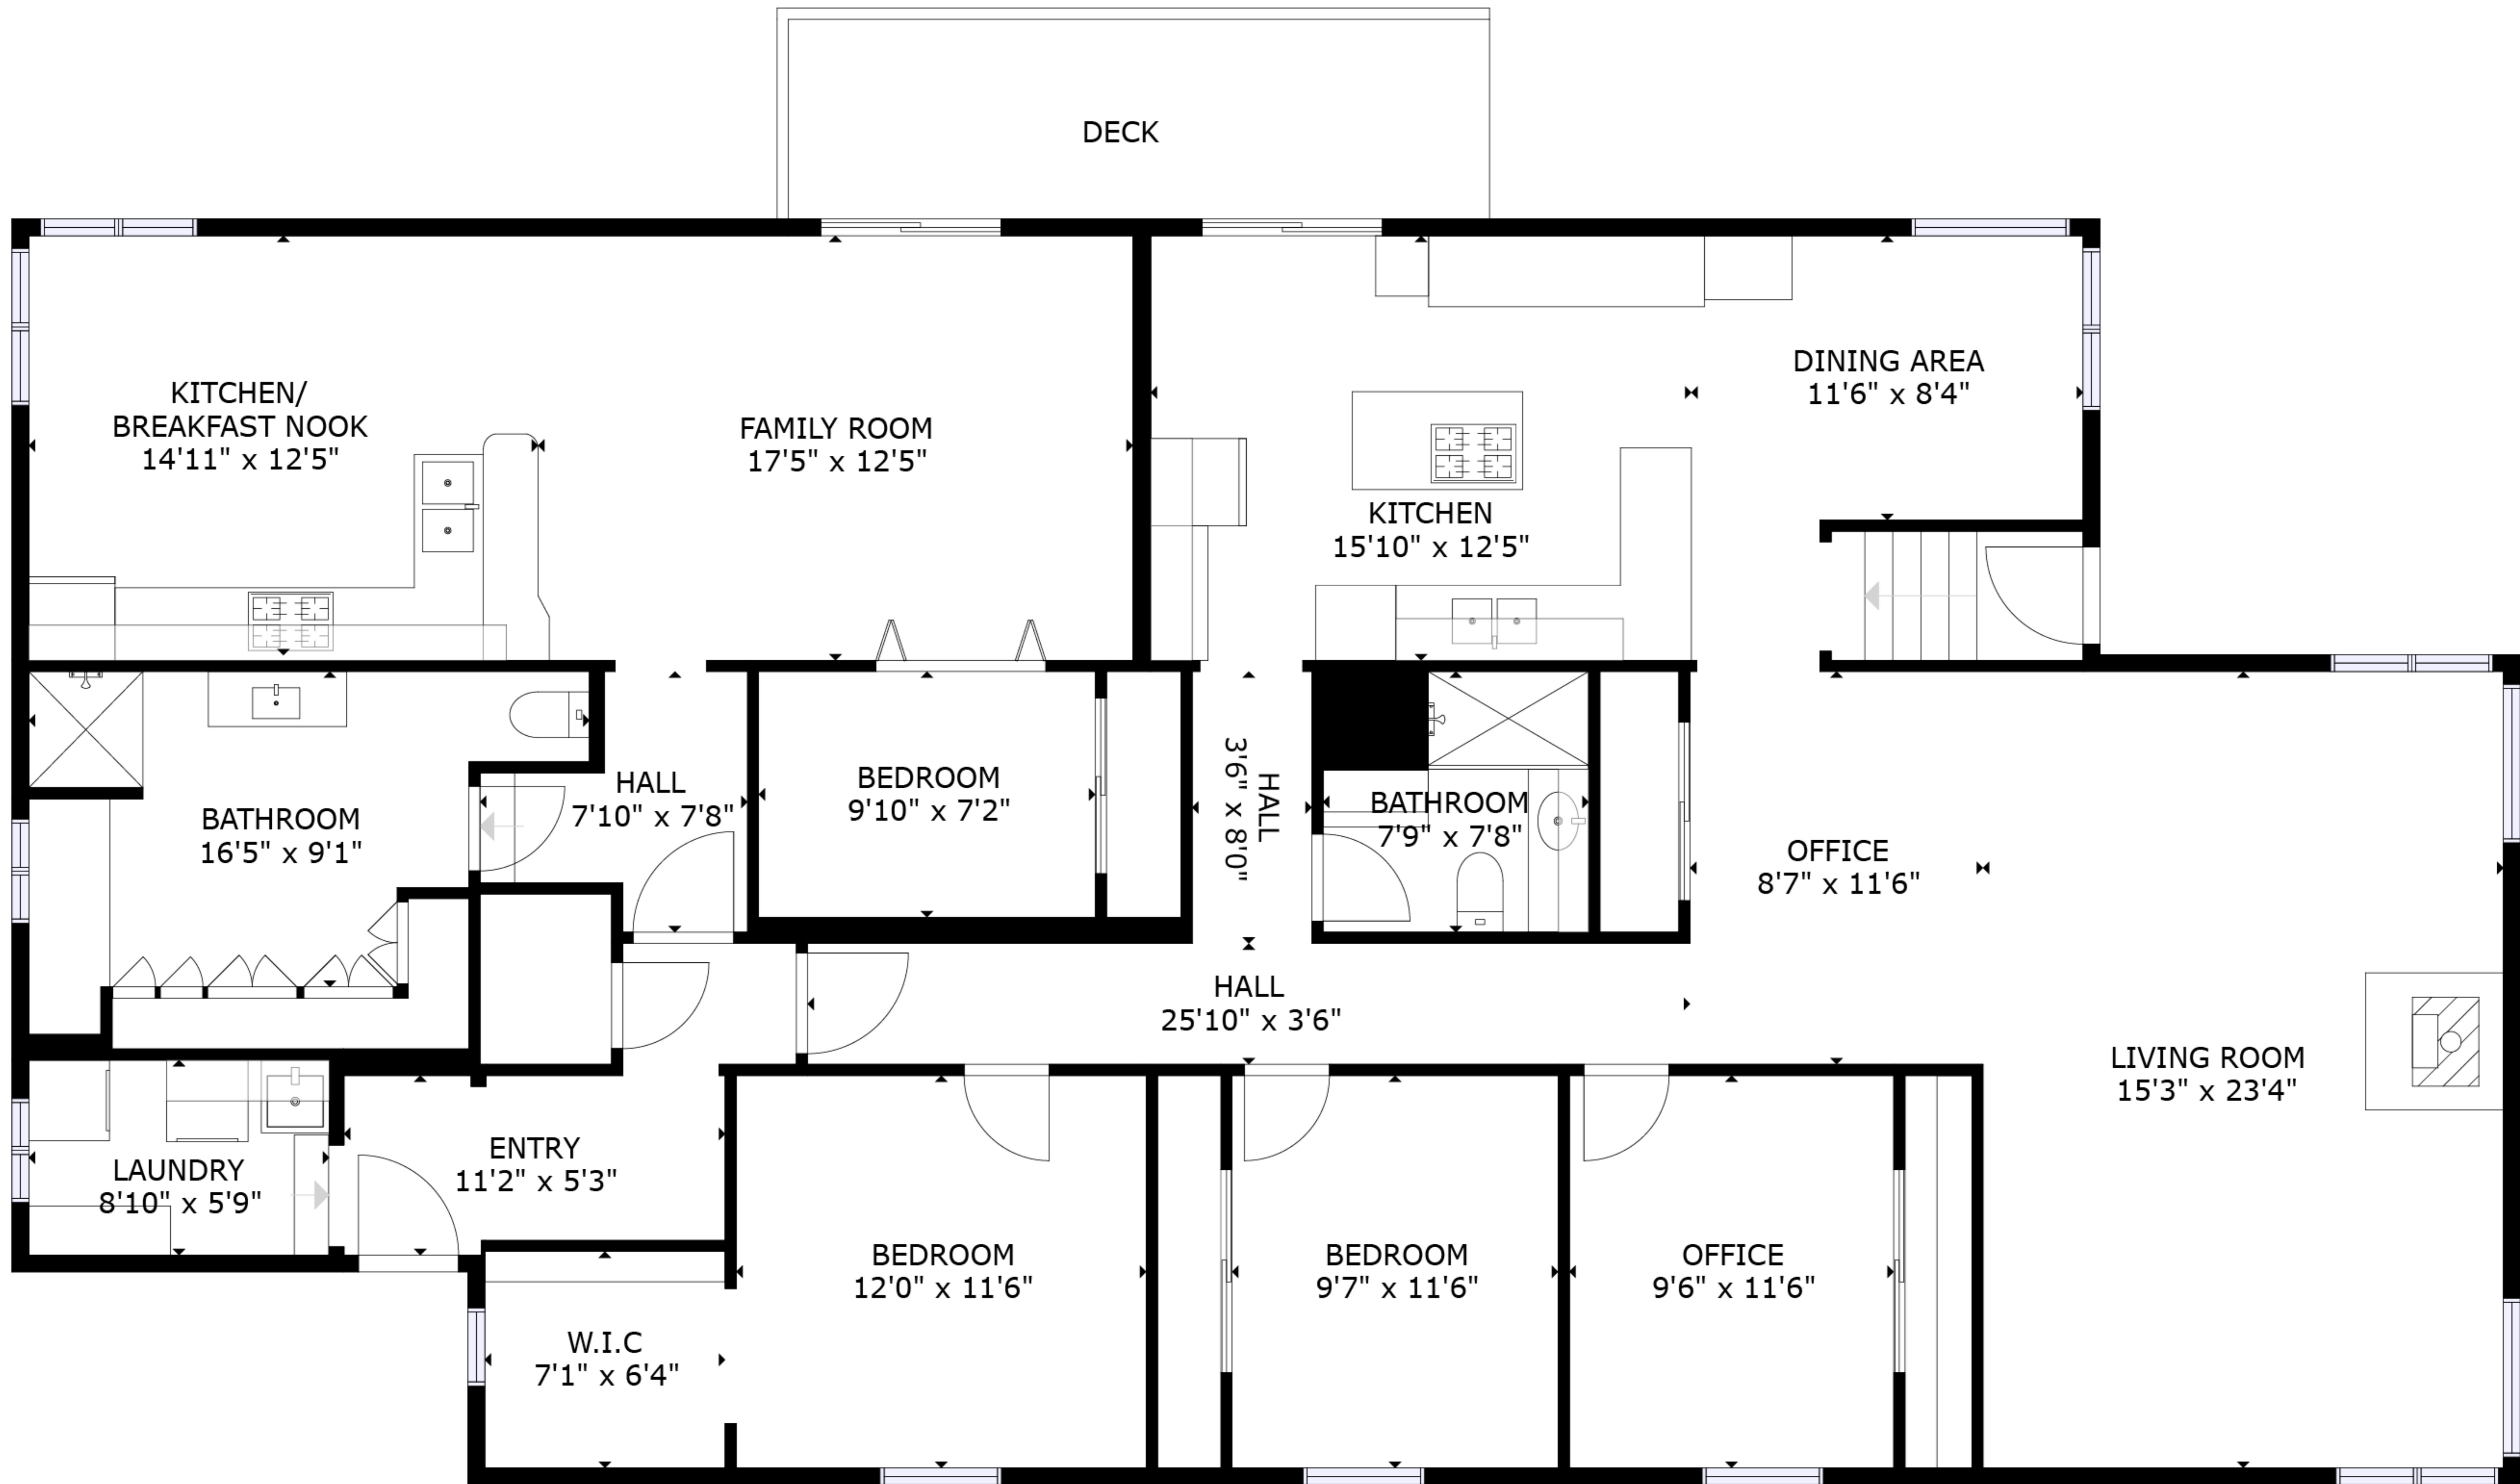 DECK
KITCHEN/
BREAKFAST NOOK
14'11" x 12'5"
FAMILY ROOM
17'5" x 12'5"
KITCHEN
15'10" x 12'5"
DINING AREA
11'6" x 8'4"
BATHROOM
16'5" x 9'1"
HALL
7'10" x 7'8"
BEDROOM
9'10" x 7'2"
HALL
3'6" x 8'0"
BATHROOM
7'9" x 7'8"
OFFICE
8'7" x 11'6"
HALL
25'10" x 3'6"
LIVING ROOM
15'3" x 23'4"
LAUNDRY
8'10" x 5'9"
ENTRY
11'2" x 5'3"
W.I.C
7'1" x 6'4"
BEDROOM
12'0" x 11'6"
BEDROOM
9'7" x 11'6"
OFFICE
9'6" x 11'6"